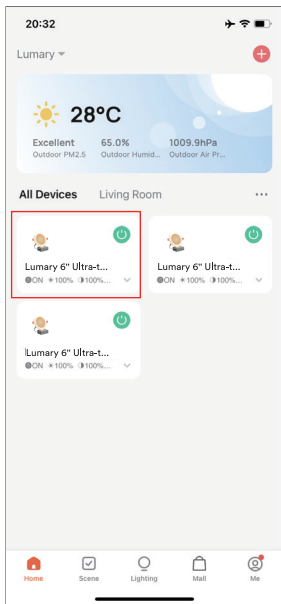 20:32
Lumary
28°C
Excellent 65.0% 1009.9hPa
Outdoor PM2.5 Outdoor Humid... Outdoor Air Pr...
All Devices Living Room ...
Lumary 6" Ultra-t... Lumary 6" Ultra-t...
ON 100% 100%... ON 100% 100%...
Lumary 6" Ultra-t...
ON 100% 100%...
Home Scene Lighting Mall Me